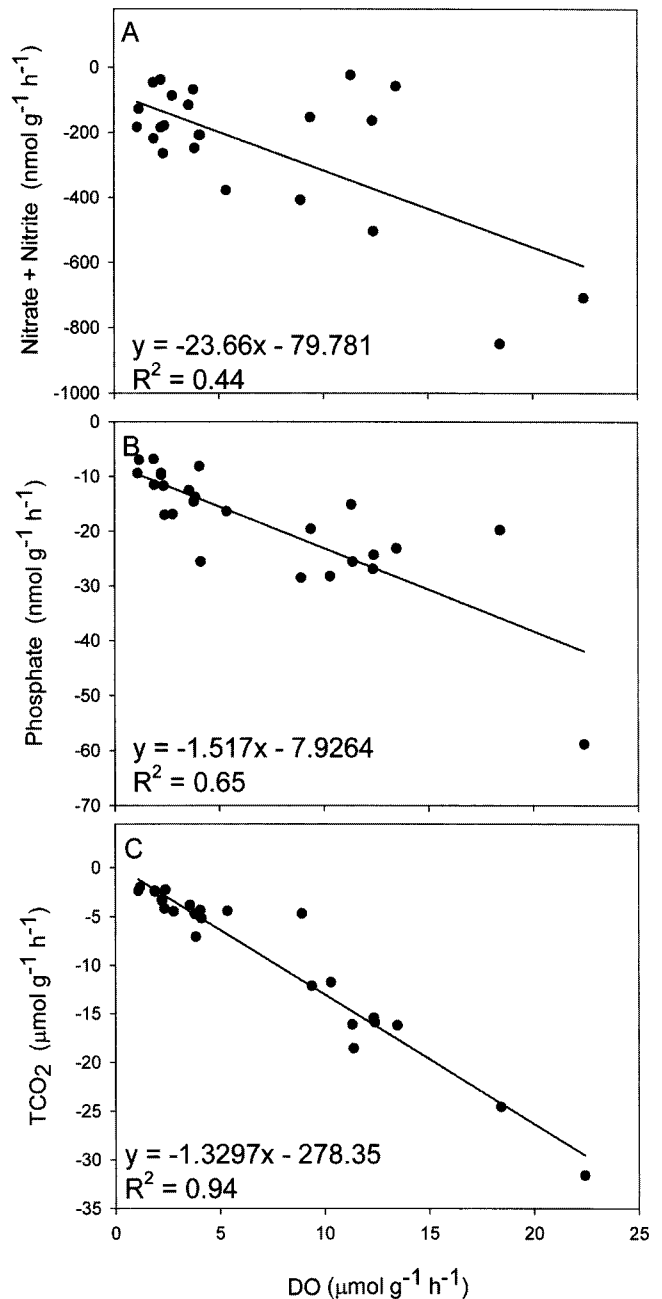 A
0
-200
-400
-600
-800
-1000
Nitrate + Nitrite (nmol g⁻¹ h⁻¹)
y = -23.66x - 79.781
R² = 0.44
B
0
-10
-20
-30
-40
-50
-60
-70
Phosphate (nmol g⁻¹ h⁻¹)
y = -1.517x - 7.9264
R² = 0.65
C
0
-5
-10
-15
-20
-25
-30
-35
TCO₂ (μmol g⁻¹ h⁻¹)
y = -1.3297x - 278.35
R² = 0.94
0 5 10 15 20 25
DO (μmol g⁻¹ h⁻¹)